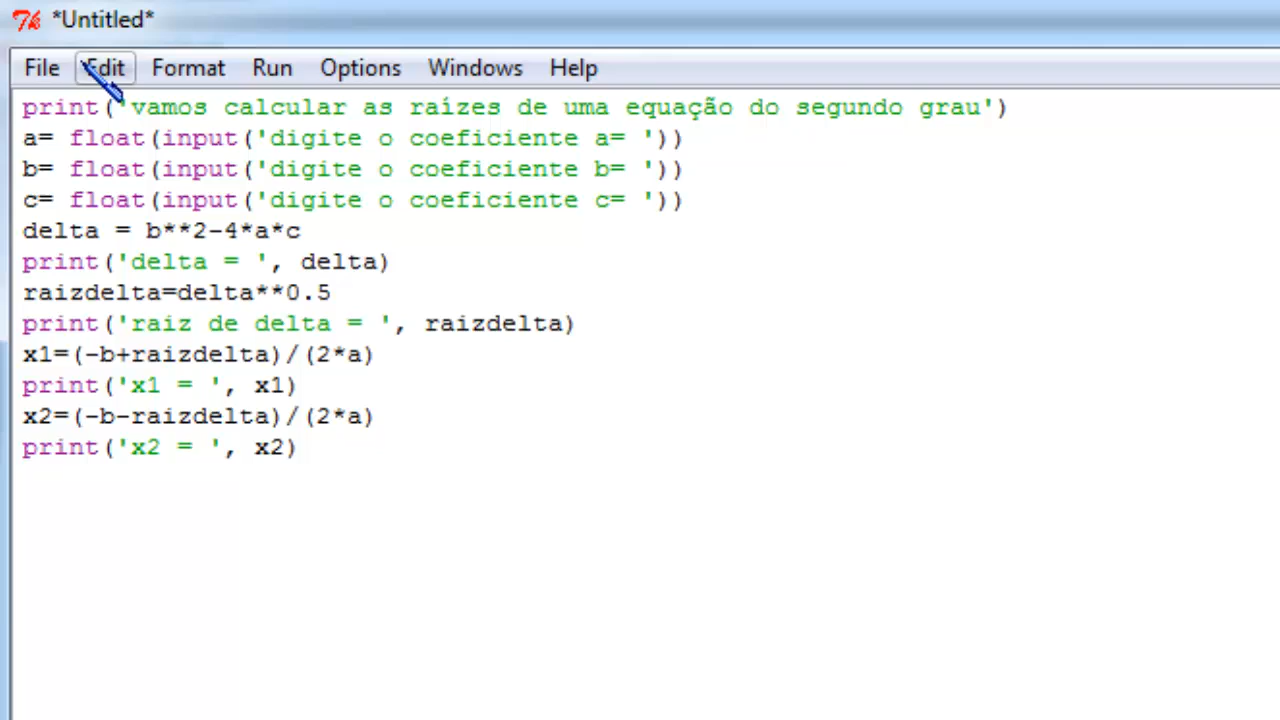 *Untitled*
File Edit Format Run Options Windows Help
print('vamos calcular as raízes de uma equação do segundo grau')
a= float(input('digite o coeficiente a= '))
b= float(input('digite o coeficiente b= '))
c= float(input('digite o coeficiente c= '))
delta = b**2-4*a*c
print('delta = ', delta)
raizdelta=delta**0.5
print('raiz de delta = ', raizdelta)
x1=(-b+raizdelta)/(2*a)
print('x1 = ', x1)
x2=(-b-raizdelta)/(2*a)
print('x2 = ', x2)